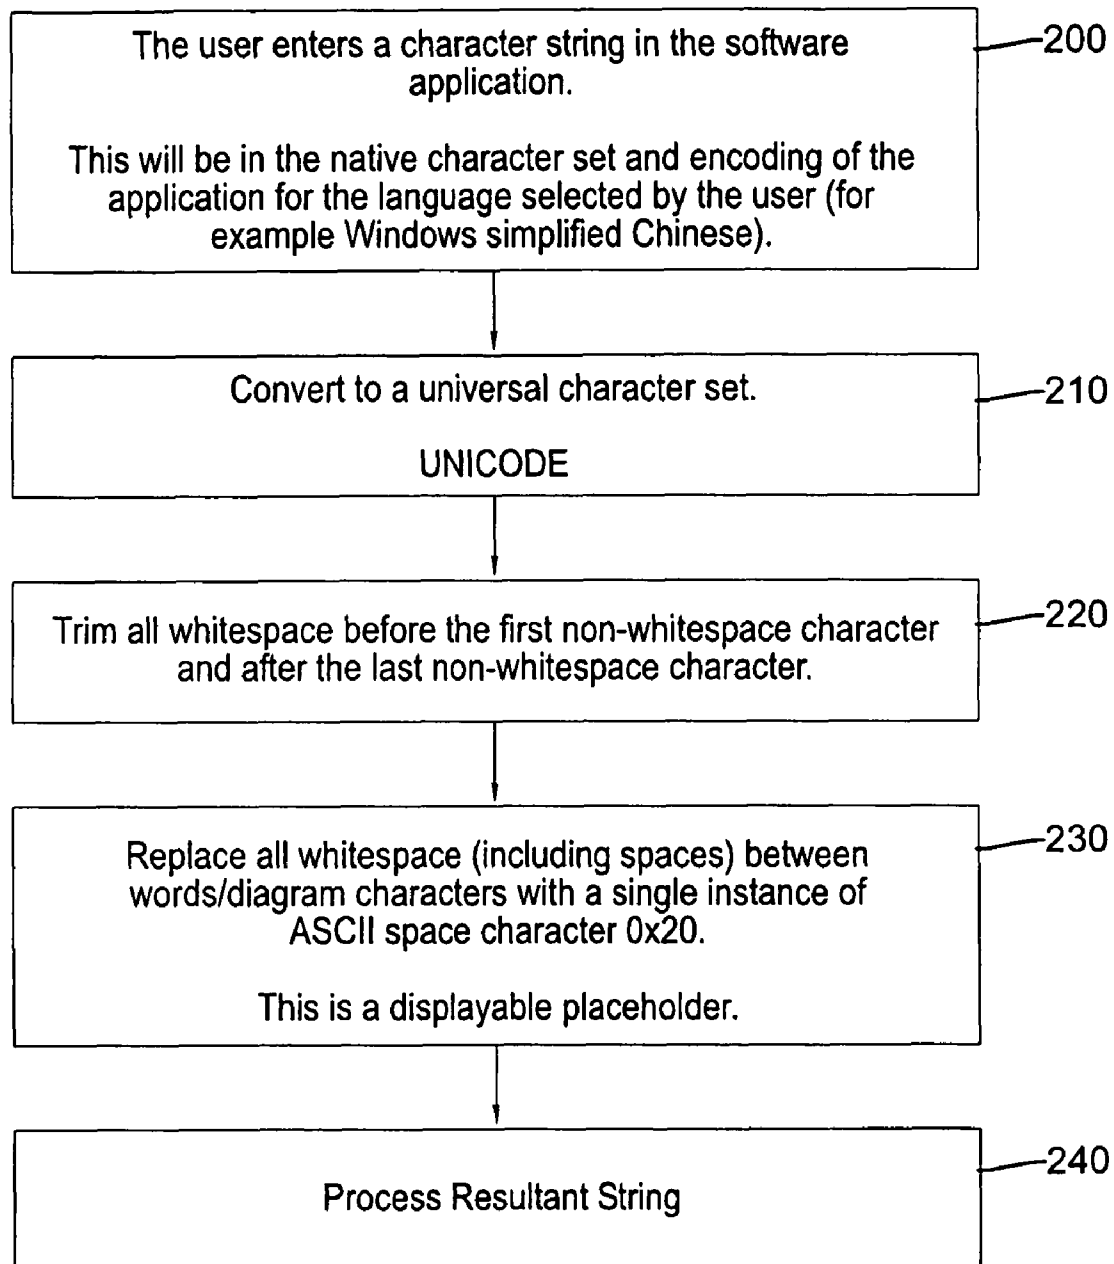 The user enters a character string in the software
application.
200
This will be in the native character set and encoding of the
application for the language selected by the user (for
example Windows simplified Chinese).
Convert to a universal character set.
210
UNICODE
Trim all whitespace before the first non-whitespace character
and after the last non-whitespace character.
220
Replace all whitespace (including spaces) between
words/diagram characters with a single instance of
ASCII space character 0x20.
230
This is a displayable placeholder.
Process Resultant String
240